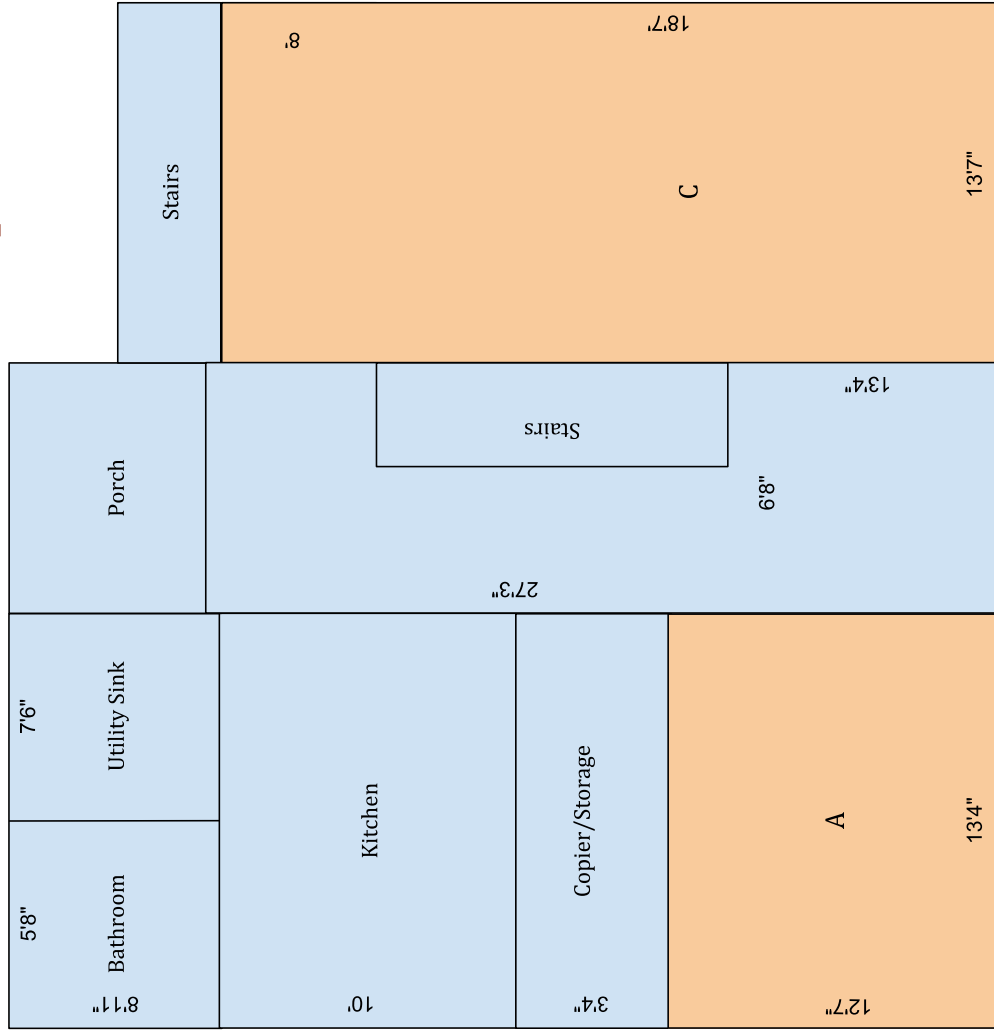 8'
18'7"
Stairs
C
13'7"
Porch
Stairs
13'4"
6'8"
27'3"
7'6"
Utility Sink
Kitchen
Copier/Storage
A
13'4"
5'8"
Bathroom
8'11"
10'
3'4"
12'7"